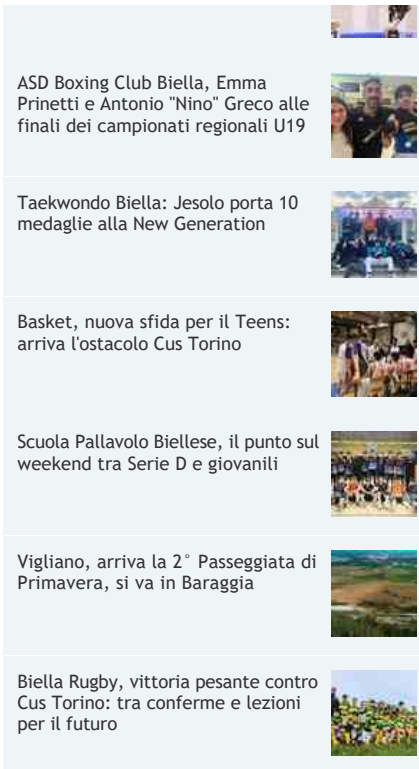 ASD Boxing Club Biella, Emma
Prinetti e Antonio "Nino" Greco alle
finali dei campionati regionali U19
Taekwondo Biella: Jesolo porta 10
medaglie alla New Generation
Basket, nuova sfida per il Teens:
arriva l'ostacolo Cus Torino
Scuola Pallavolo Biellese, il punto sul
weekend tra Serie D e giovanili
Vigliano, arriva la 2° Passeggiata di
Primavera, si va in Baraggia
Biella Rugby, vittoria pesante contro
Cus Torino: tra conferme e lezioni
per il futuro